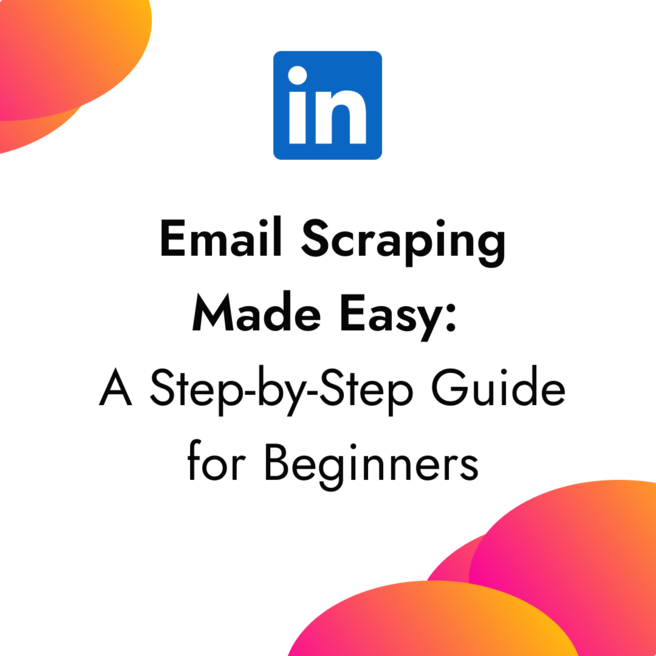 in
Email Scraping
Made Easy:
A Step-by-Step Guide
for Beginners